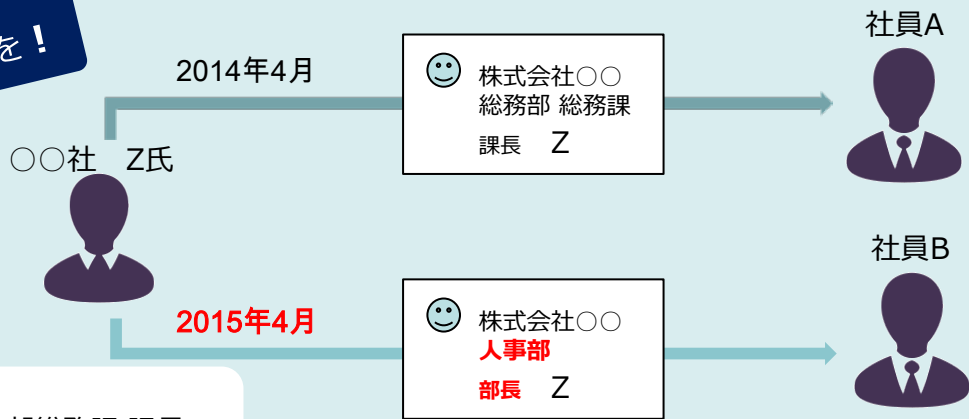 を!
社員A
2014年4月
株式会社○○
総務部 総務課
課長 Z
○○社 Z氏
社員B
2015年4月
株式会社○○
人事部
部長 Z